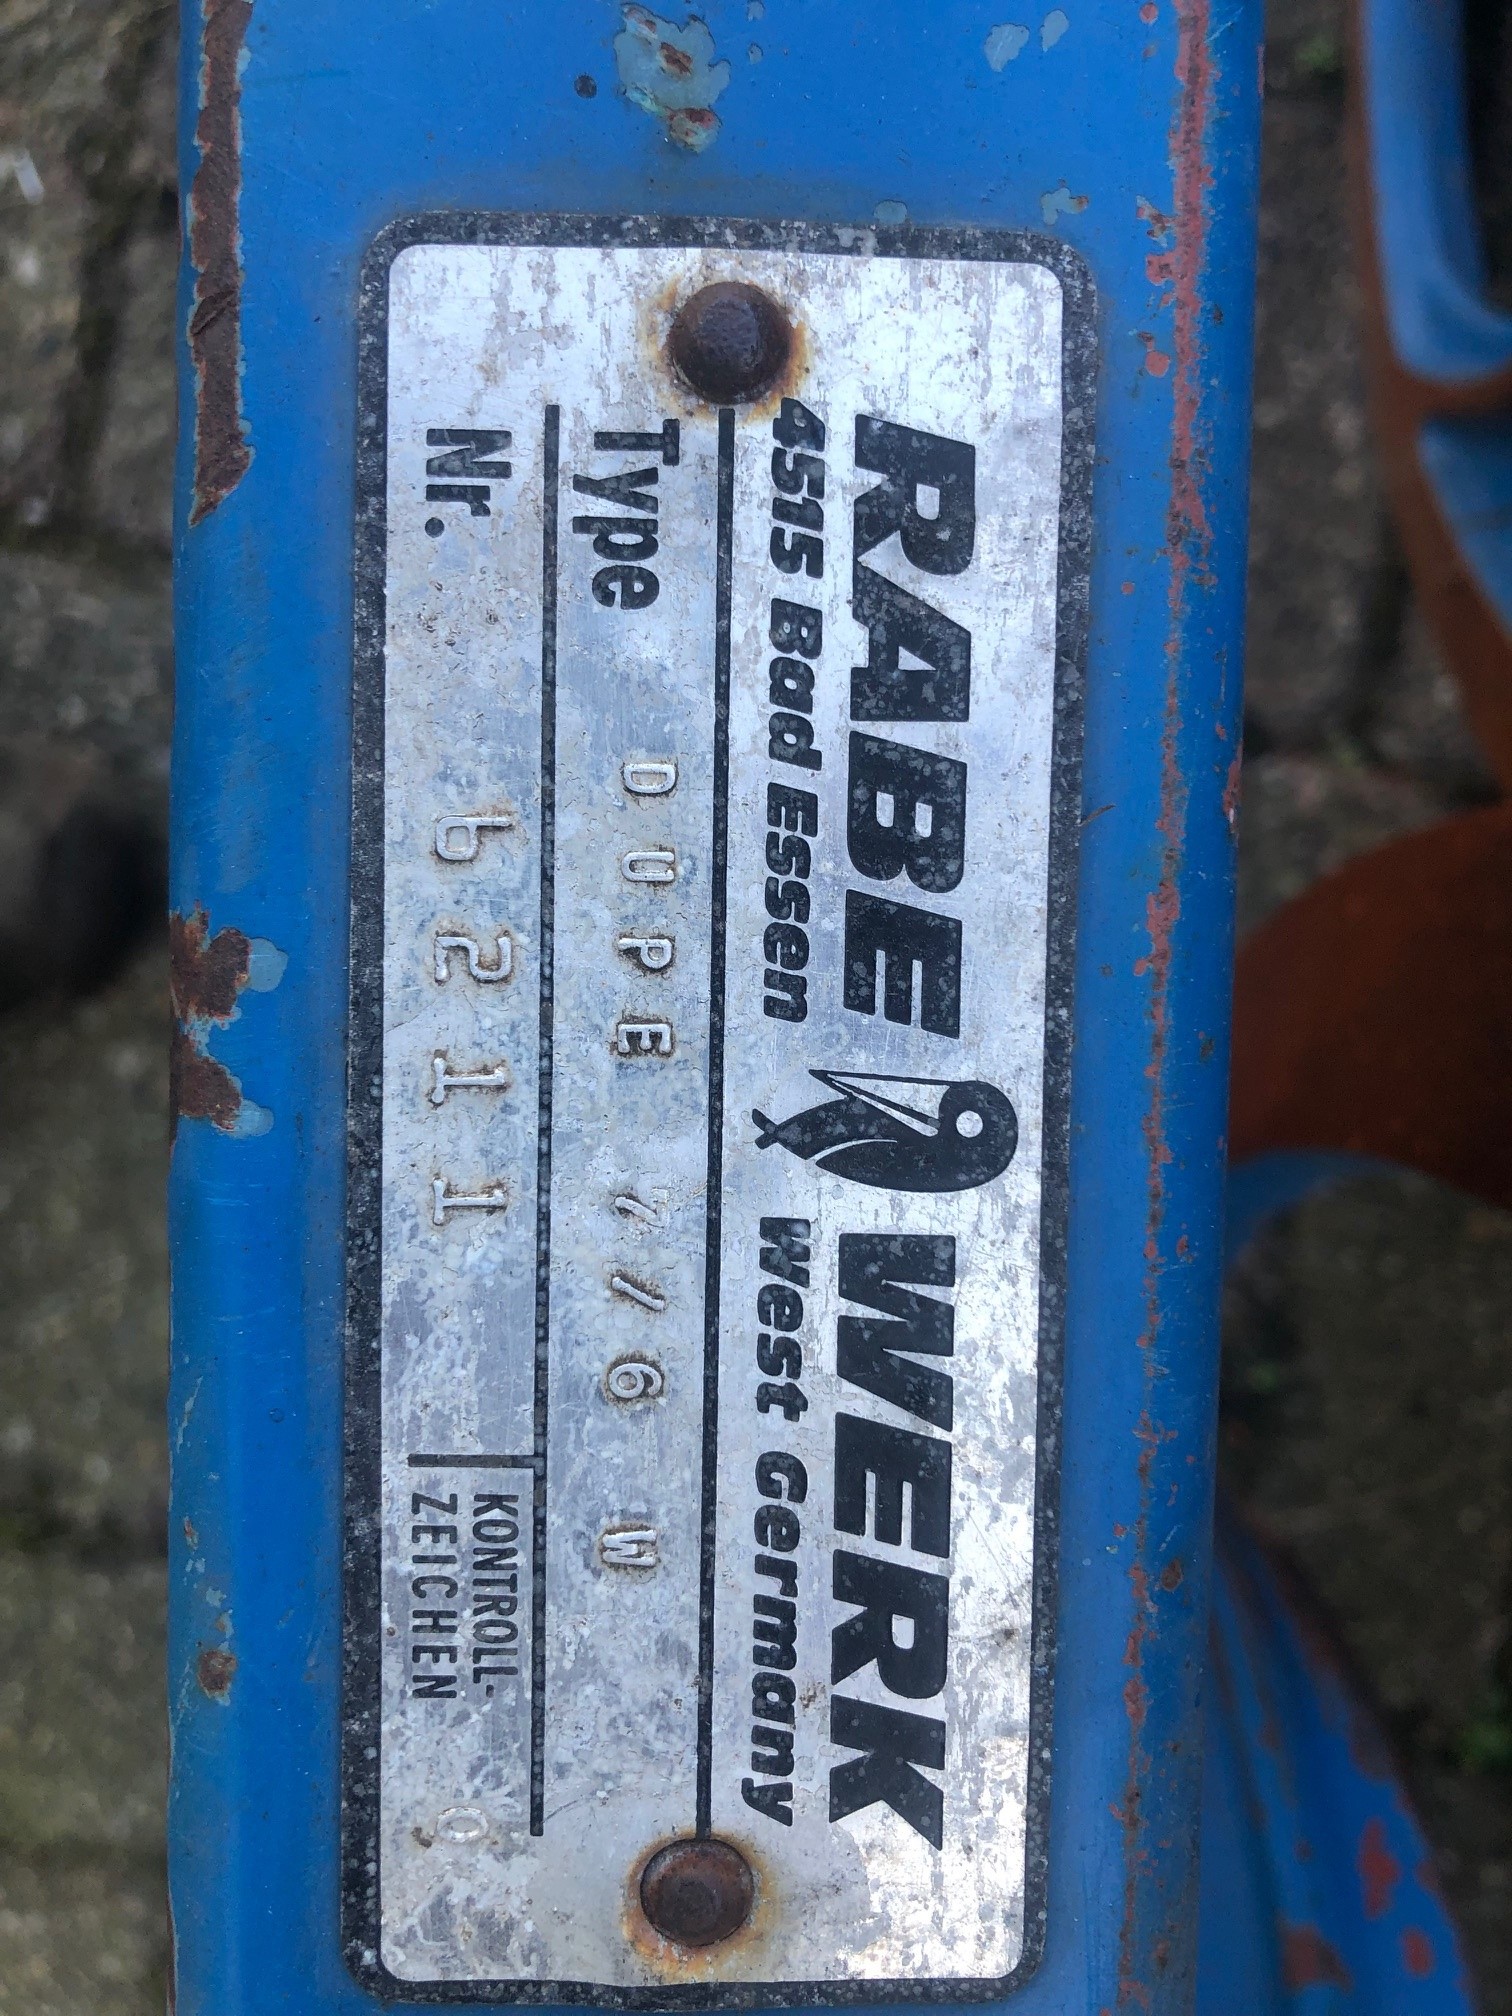 RABE WERK
4515 Bad Essen West Germany
Type DUPE 7/6 W
Nr. 6211
KONTROLL-
ZEICHEN